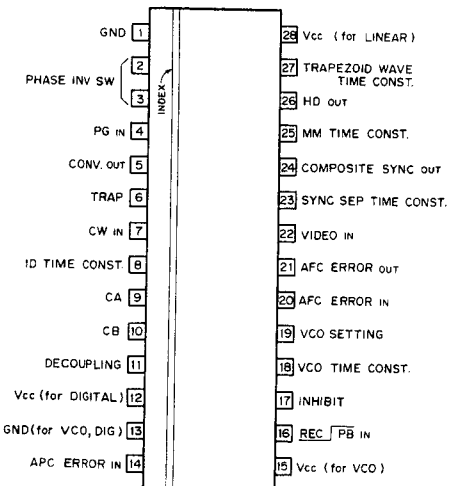 GND 1
2
PHASE INV SW
3
PG IN 4
CONV. OUT 5
TRAP 6
CW IN 7
ID TIME CONST. 8
CA 9
CB 10
DECOUPLING 11
Vcc (for DIGITAL) 12
GND (for VCO, DIG) 13
APC ERROR IN 14
INDEX
28 Vcc (for LINEAR)
27 TRAPEZOID WAVE
TIME CONST.
26 HD OUT
25 MM TIME CONST.
24 COMPOSITE SYNC OUT
23 SYNC SEP TIME CONST.
22 VIDEO IN
21 AFC ERROR OUT
20 AFC ERROR IN
19 VCO SETTING
18 VCO TIME CONST.
17 INHIBIT
16 REC PB IN
15 Vcc (for VCO)